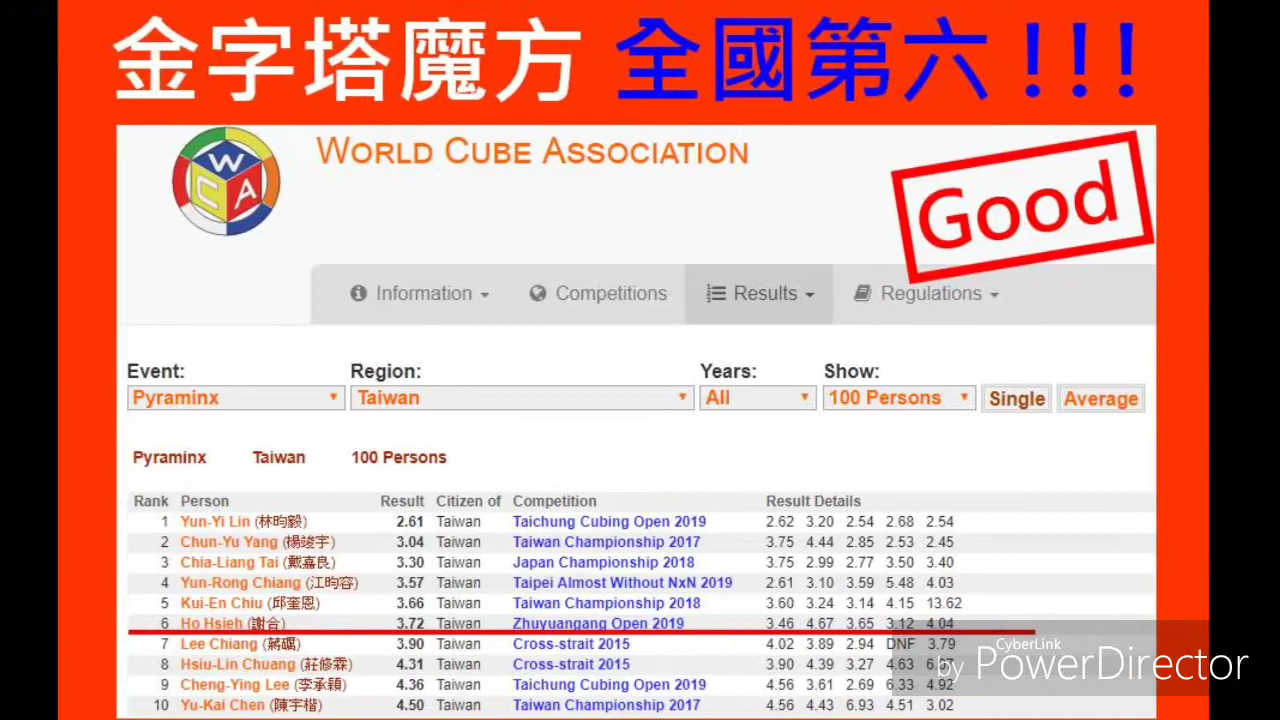 金字塔魔方 全國第六!!!
WCA
WORLD CUBE ASSOCIATION
Good
Information Competitions Results Regulations
Event: Region: Years: Show:
Pyraminx Taiwan All 100 Persons Single Average
Pyraminx Taiwan 100 Persons
Rank Person Result Citizen of Competition Result Details
1 Yun-Yi Lin (林昀毅) 2.61 Taiwan Taichung Cubing Open 2019 2.62 3.20 2.54 2.68 2.54
2 Chun-Yu Yang (楊竣宇) 3.04 Taiwan Taiwan Championship 2017 3.75 4.44 2.85 2.53 2.45
3 Chia-Liang Tai (戴嘉良) 3.30 Taiwan Japan Championship 2018 3.75 2.99 2.77 3.50 3.40
4 Yun-Rong Chiang (江昀容) 3.57 Taiwan Taipei Almost Without NxN 2019 2.61 3.10 3.59 5.48 4.03
5 Kui-En Chiu (邱奎恩) 3.66 Taiwan Taiwan Championship 2018 3.60 3.24 3.14 4.15 13.62
6 Ho Hsieh (謝合) 3.72 Taiwan Zhuyuangang Open 2019 3.46 4.67 3.65 3.12 4.04
7 Lee Chiang (蔣礪) 3.90 Taiwan Cross-strait 2015 4.02 3.89 2.94 DNF 3.79
8 Hsiu-Lin Chuang (莊修霖) 4.31 Taiwan Cross-strait 2015 3.90 4.39 3.27 4.63
9 Cheng-Ying Lee (李承穎) 4.36 Taiwan Taichung Cubing Open 2019 4.56 3.61 2.69 6.33 4.92
10 Yu-Kai Chen (陳宇楷) 4.50 Taiwan Taiwan Championship 2017 4.56 4.43 6.93 4.51 3.02
CyberLink
by PowerDirector